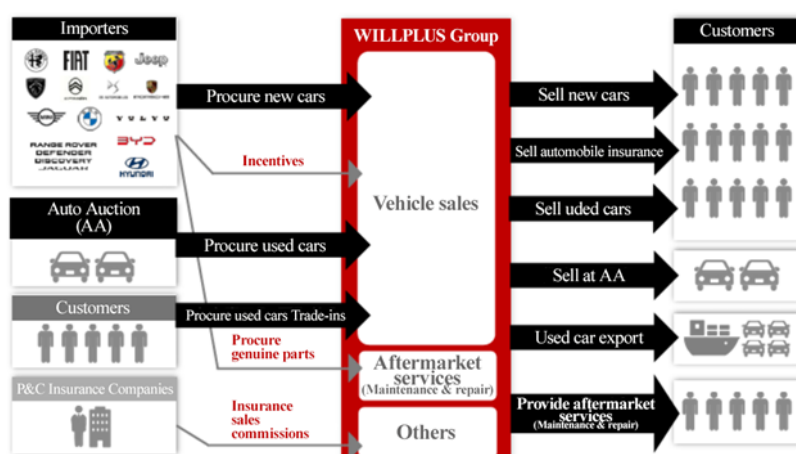 Importers
FIAT
Jeep
MINI
VOLVO
RANGE ROVER
DEFENDER
DISCOVERY
JAGUAR
BYD
HYUNDAI
Auto Auction
(AA)
Customers
P&C Insurance Companies
Procure new cars
Incentives
Procure used cars
Procure used cars Trade-ins
Procure
genuine parts
Insurance
sales
commissions
WILLPLUS Group
Vehicle sales
Aftermarket
services
(Maintenance & repair)
Others
Sell new cars
Sell automobile insurance
Sell uded cars
Sell at AA
Used car export
Provide aftermarket
services
(Maintenance & repair)
Customers